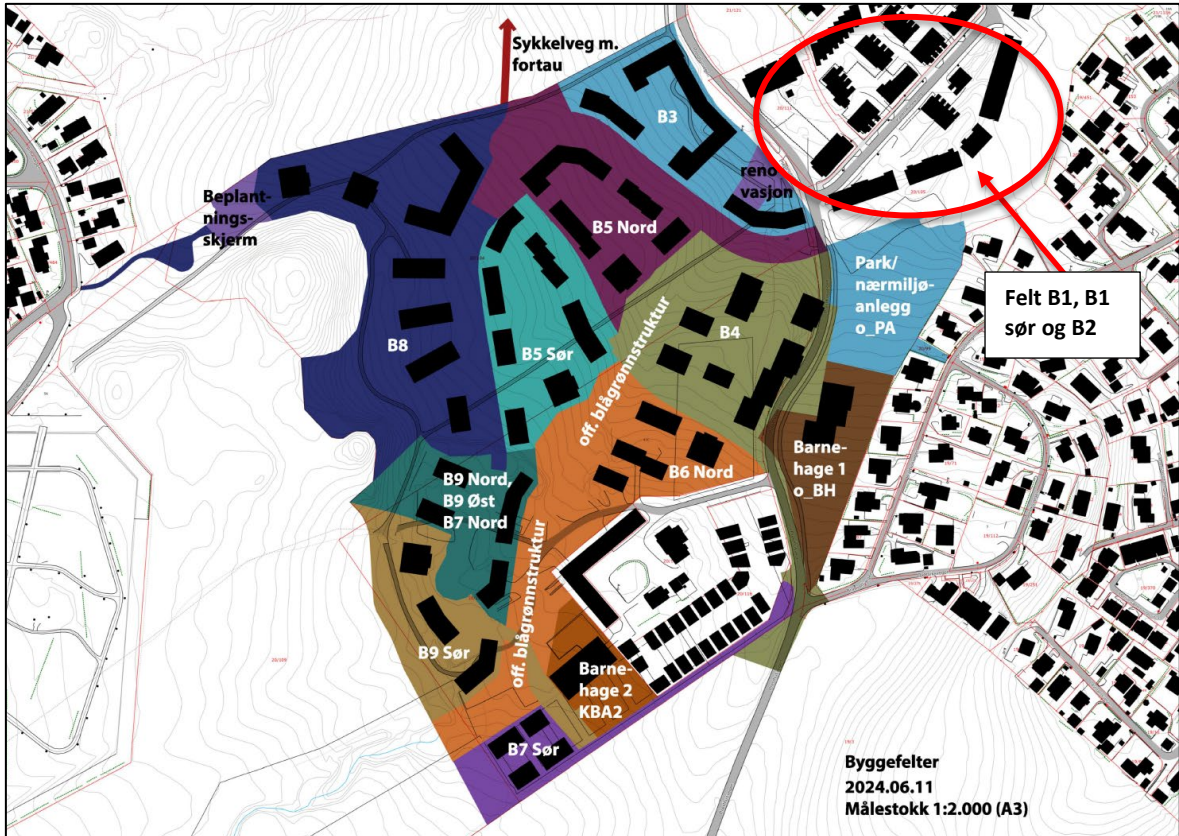 Sykkelveg m.
fortau
B3
reno
vasjon
Beplant-
nings-
skjerm
B5 Nord
Park/
nærmiljø-
anlegg
o_PA
Felt B1, B1
sør og B2
B8
B5 Sør
B4
off. blågrønnstruktur
B9 Nord,
B9 Øst
B7 Nord
B6 Nord
Barne-
hage 1
o_BH
off. blågrønnstruktur
B9 Sør
Barne-
hage 2
KBA2
B7 Sør
Byggefelter
2024.06.11
Målestokk 1:2.000 (A3)